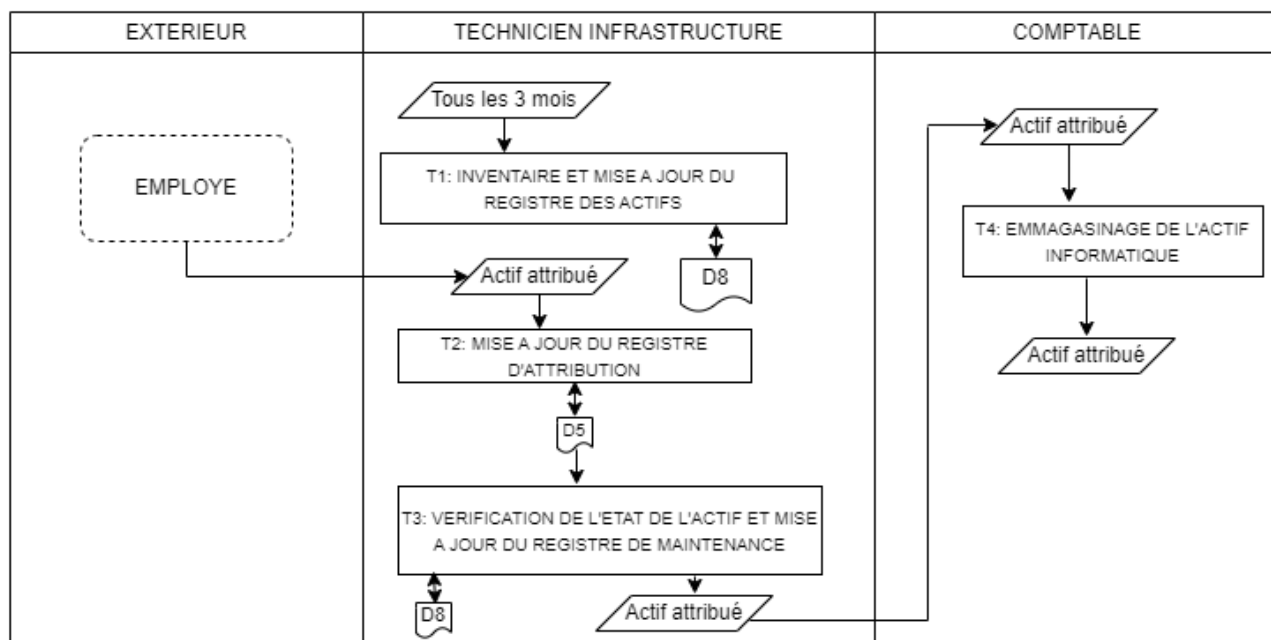 EXTERIEUR
TECHNICIEN INFRASTRUCTURE
COMPTABLE
Tous les 3 mois
Actif attribué
EMPLOYE
T1: INVENTAIRE ET MISE A JOUR DU
REGISTRE DES ACTIFS
T4: EMMAGASINAGE DE L'ACTIF
INFORMATIQUE
Actif attribué
D8
T2: MISE A JOUR DU REGISTRE
D'ATTRIBUTION
Actif attribué
D5
T3: VERIFICATION DE L'ETAT DE L'ACTIF ET MISE
A JOUR DU REGISTRE DE MAINTENANCE
D8
Actif attribué